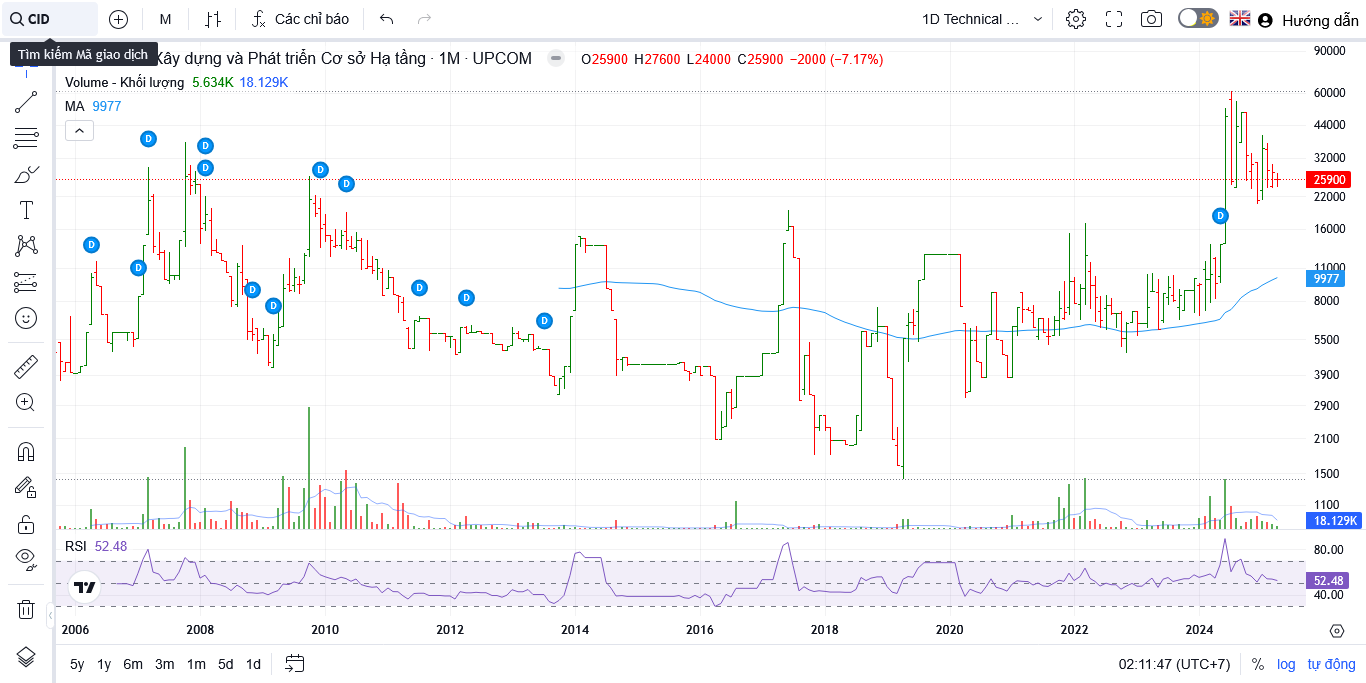 CID M Các chỉ báo 1D Technical ... Hướng dẫn
Tìm kiếm Mã giao dịch
Xây dựng và Phát triển Cơ sở Hạ tầng · 1M · UPCOM O25900 H27600 L24000 C25900 −2000 (−7.17%)
Volume - Khối lượng 5.634K 18.129K
MA 9977
90000
60000
44000
32000
25900
22000
16000
11000
9977
8000
5500
3900
2900
2100
1500
1100
18.129K
D
D
D
D
D
D
D
D
D
D
D
D
D
D
RSI 52.48
80.00
52.48
40.00
2006 2008 2010 2012 2014 2016 2018 2020 2022 2024
5y 1y 6m 3m 1m 5d 1d 02:11:47 (UTC+7) % log tự động